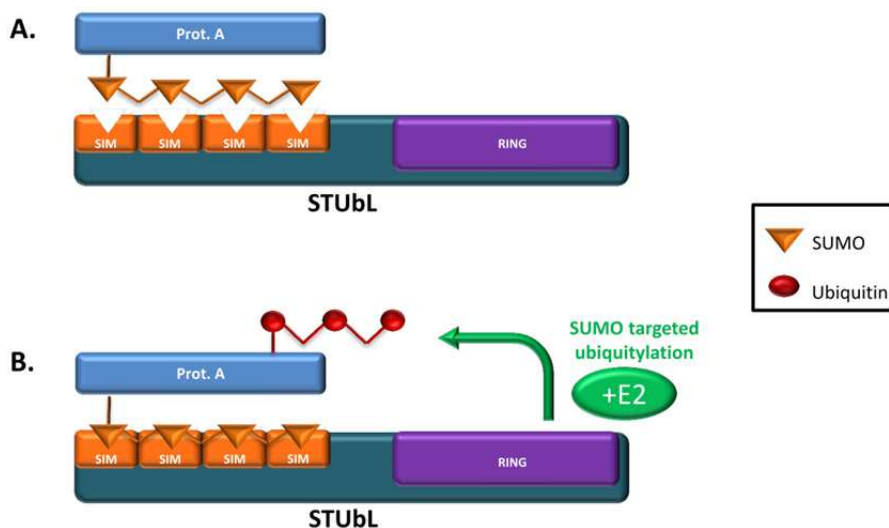 A.
Prot. A
SIM SIM SIM SIM
RING
STUbL
SUMO
Ubiquitin
SUMO targeted
ubiquitylation
+E2
B.
Prot. A
SIM SIM SIM SIM
RING
STUbL